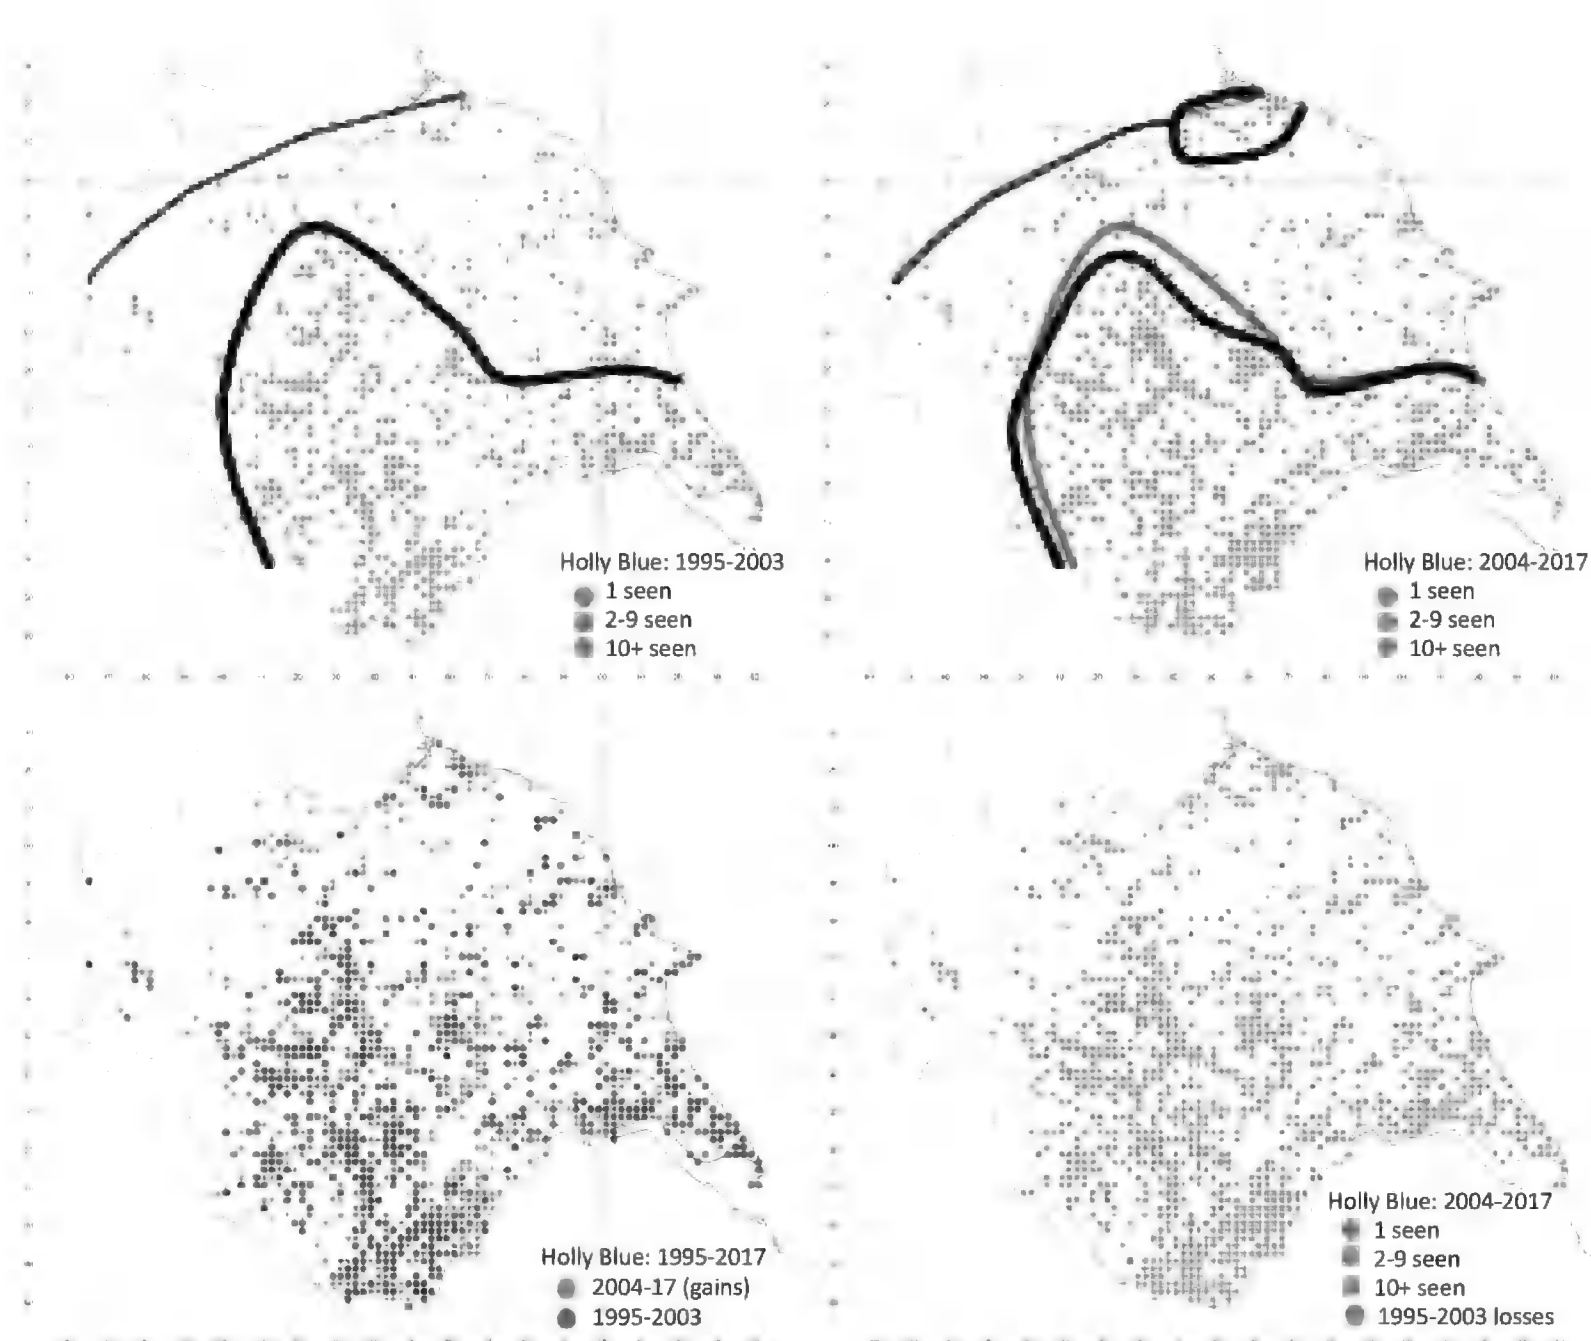 Holly Blue: 1995-2003
1 seen
2-9 seen
10+ seen
Holly Blue: 2004-2017
1 seen
2-9 seen
10+ seen
Holly Blue: 1995-2017
2004-17 (gains)
1995-2003
Holly Blue: 2004-2017
1 seen
2-9 seen
10+ seen
1995-2003 losses